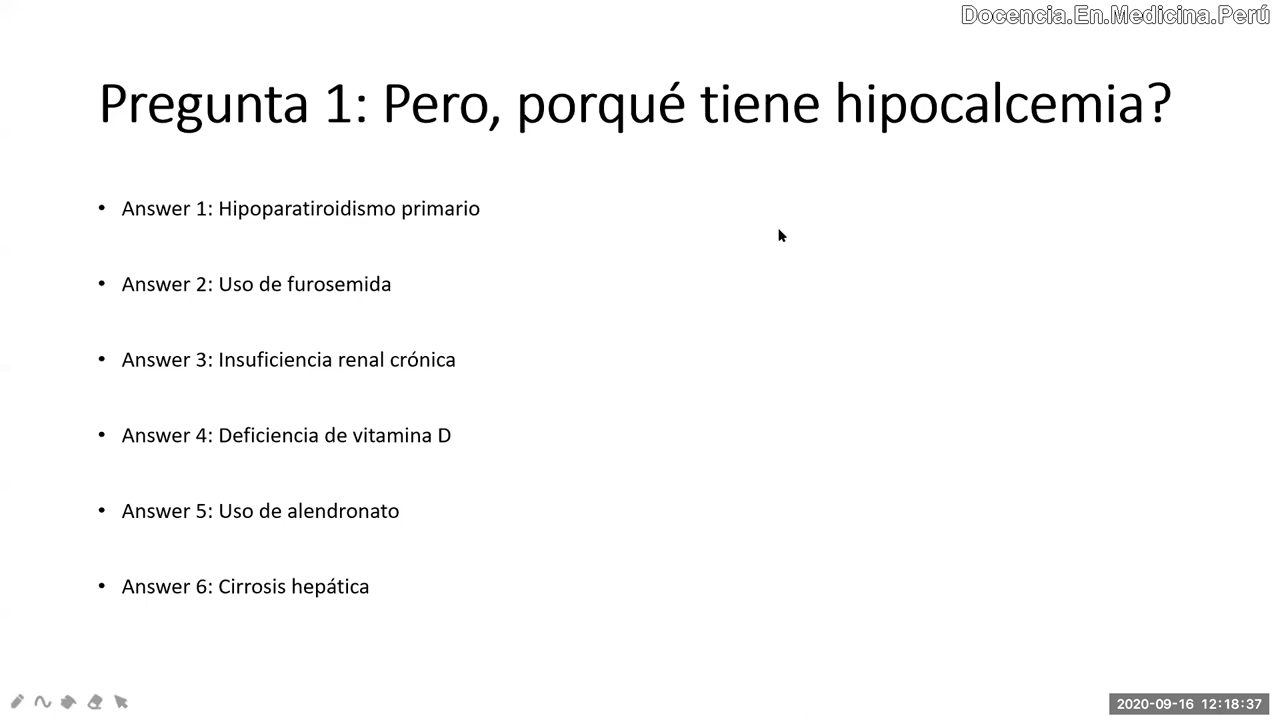 Docencia.En.Medicina.Perú
Pregunta 1: Pero, porqué tiene hipocalcemia?
• Answer 1: Hipoparatiroidismo primario
• Answer 2: Uso de furosemida
• Answer 3: Insuficiencia renal crónica
• Answer 4: Deficiencia de vitamina D
• Answer 5: Uso de alendronato
• Answer 6: Cirrosis hepática
2020-09-16 12:18:37